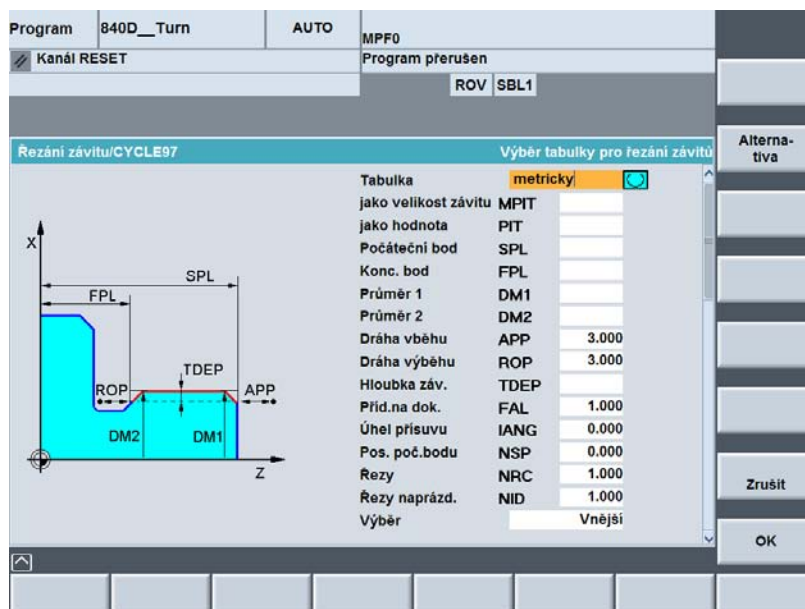 Program 840D__Turn AUTO MPF0
Kanál RESET Program přerušen
ROV SBL1
Řezání závitu/CYCLE97 Výběr tabulky pro řezání závitů
Alterna-
tiva
Tabulka metricky
jako velikost závitu MPIT
jako hodnota PIT
Počáteční bod SPL
Konc. bod FPL
Průměr 1 DM1
Průměr 2 DM2
Dráha vběhu APP 3.000
Dráha výběhu ROP 3.000
Hloubka záv. TDEP
Příd.na dok. FAL 1.000
Úhel přísuvu IANG 0.000
Pos. poč.bodu NSP 0.000
Řezy NRC 1.000
Řezy naprázd. NID 1.000
Výběr Vnější
X
SPL
FPL
TDEP
ROP APP
DM2 DM1
Z
Zrušit
OK